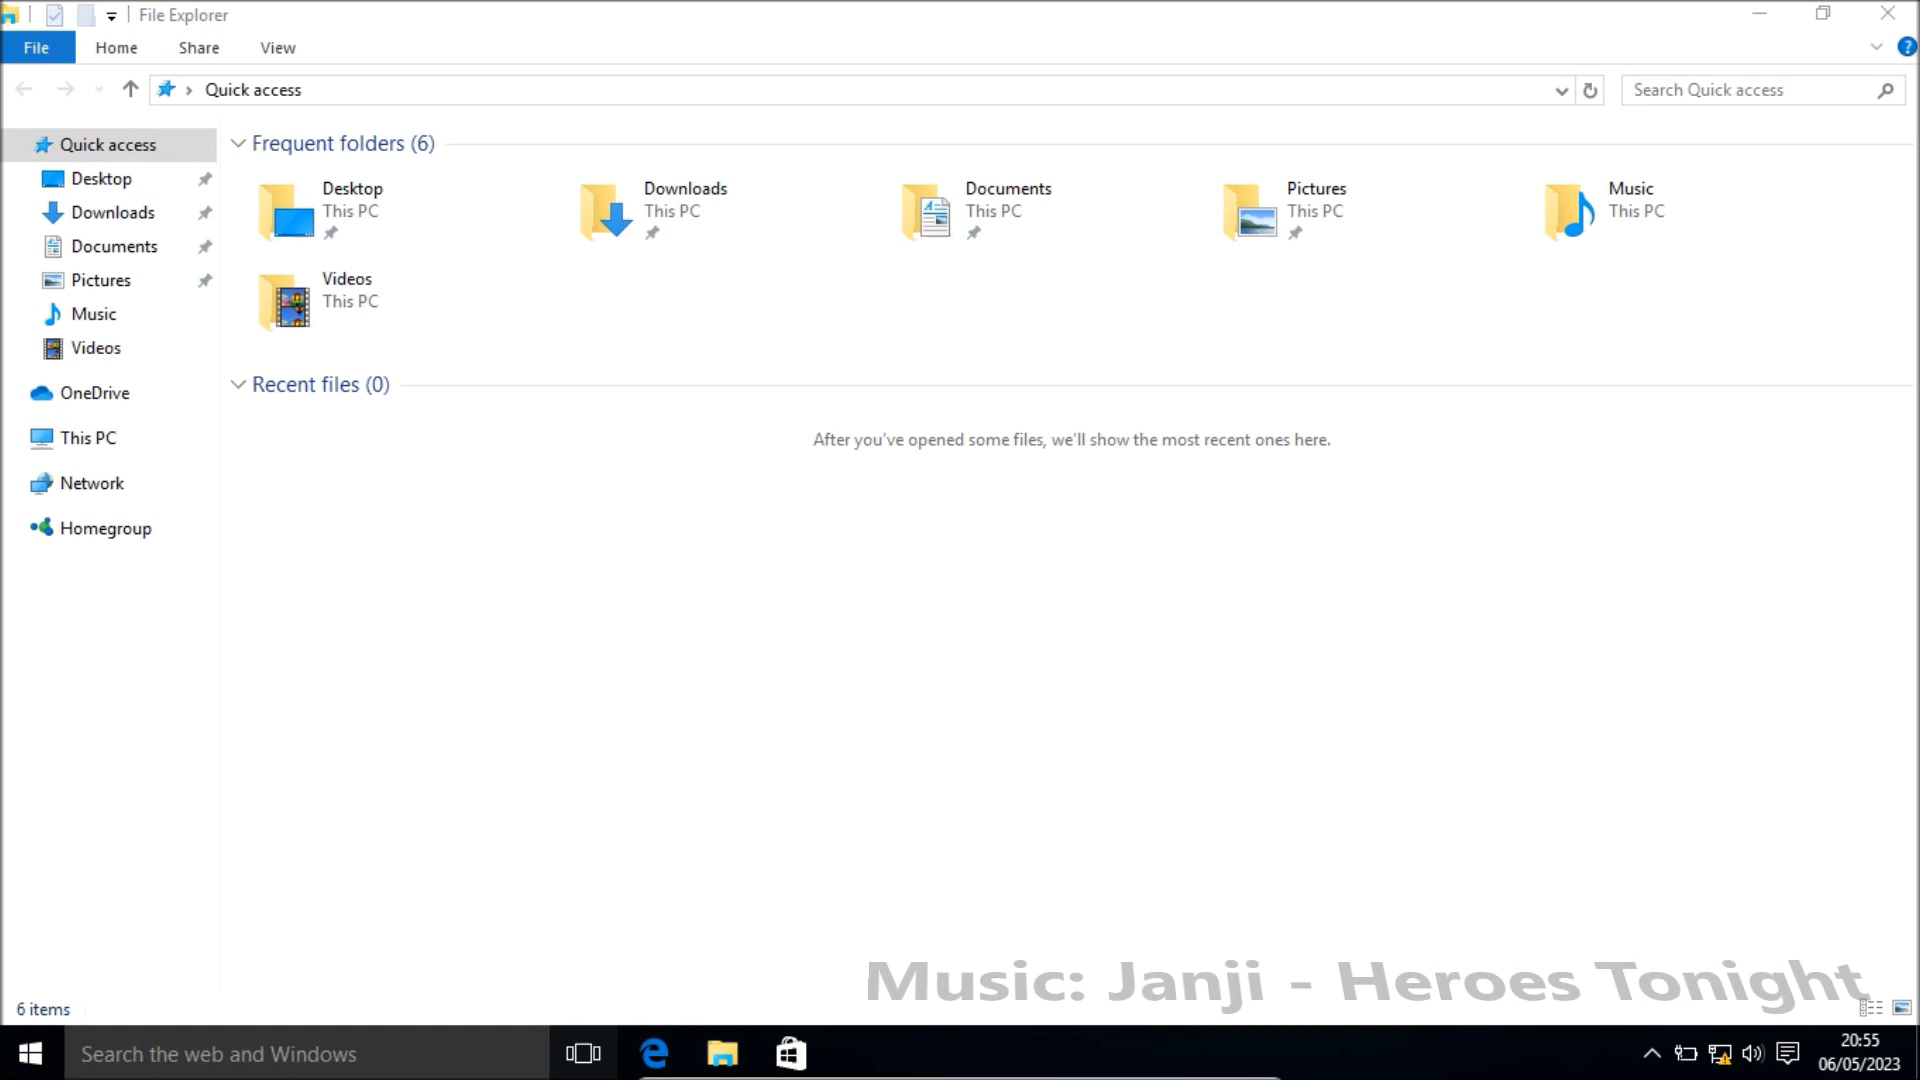 File Explorer
File Home Share View
Quick access
Search Quick access
Quick access
Desktop
Downloads
Documents
Pictures
Music
Videos
OneDrive
This PC
Network
Homegroup
Frequent folders (6)
Desktop
This PC
Downloads
This PC
Documents
This PC
Pictures
This PC
Music
This PC
Videos
This PC
Recent files (0)
After you've opened some files, we'll show the most recent ones here.
Music: Janji - Heroes Tonight
6 items
Search the web and Windows
20:55
06/05/2023